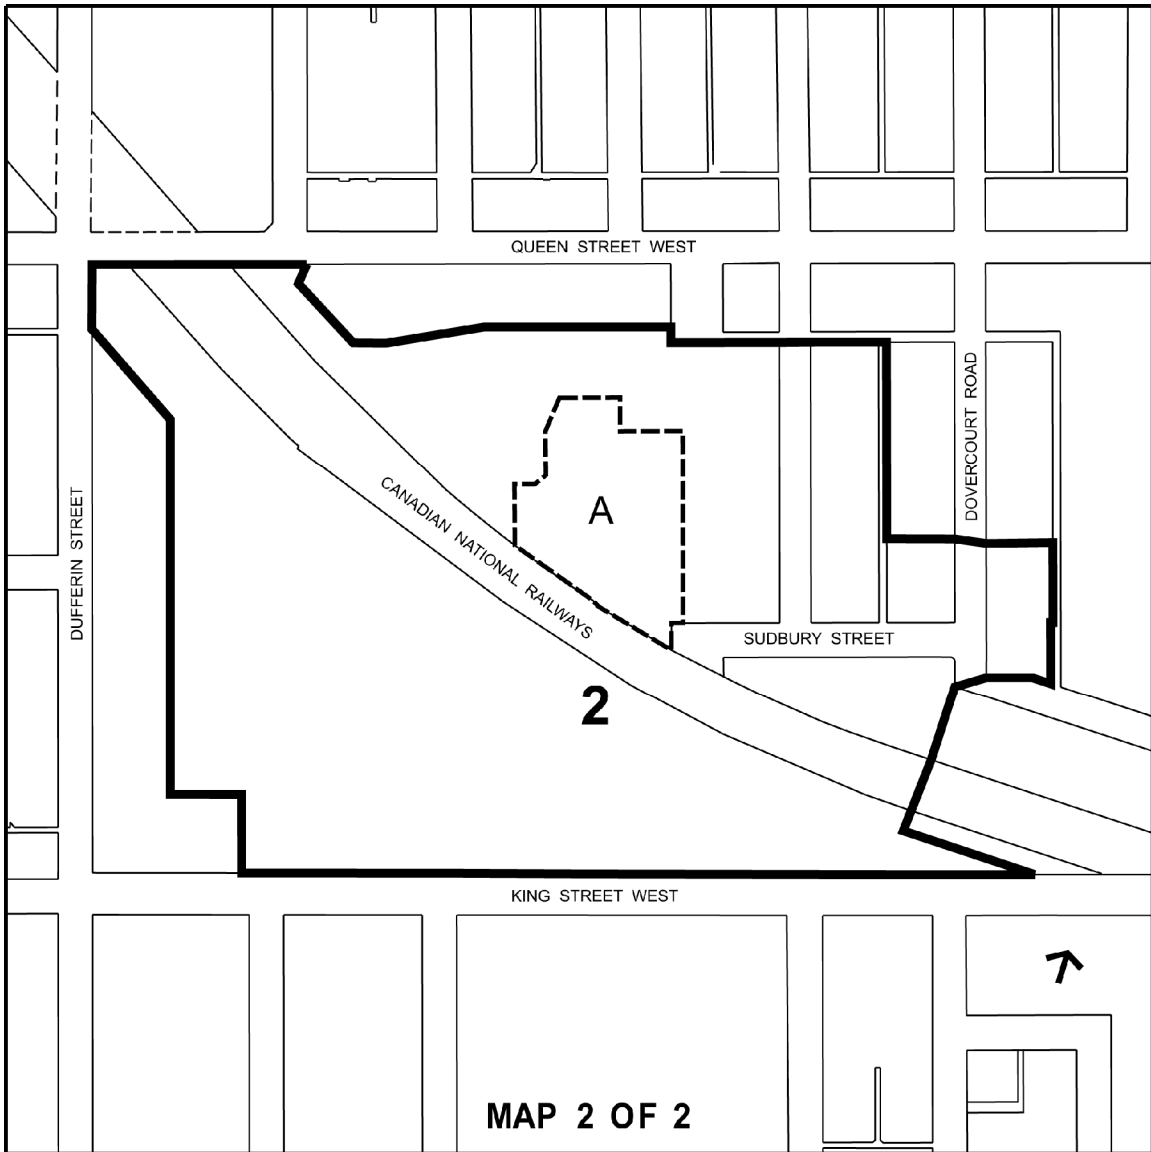 QUEEN STREET WEST
DOVERCOURT ROAD
CANADIAN NATIONAL RAILWAYS
A
DUFFERIN STREET
SUDBURY STREET
2
KING STREET WEST
MAP 2 OF 2